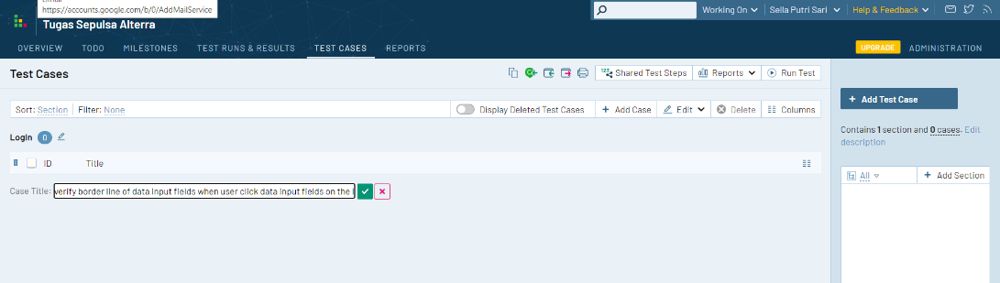 https://accounts.google.com/b/0/AddMailService
Tugas Sepulsa Alterra
Working On
Sella Putri Sari
Help & Feedback
OVERVIEW
TODO
MILESTONES
TEST RUNS & RESULTS
TEST CASES
REPORTS
UPGRADE
ADMINISTRATION
Test Cases
123
Shared Test Steps
Reports
Run Test
Add Test Case
Sort: Section
Filter: None
Display Deleted Test Cases
Add Case
Edit
Delete
Columns
Contains 1 section and 0 cases. Edit
description
Login 0
ID
Title
All
Add Section
Case Title: verify border line of data input fields when user click data input fields on the